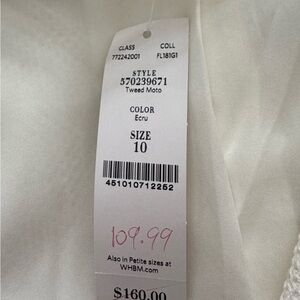 CLASS COLL
772242001 FL181G1
STYLE
570239671
Tweed Moto
COLOR
Ecru
SIZE
10
451010712252
109.99
Also in Petite sizes at
WHBM.com
$160.00